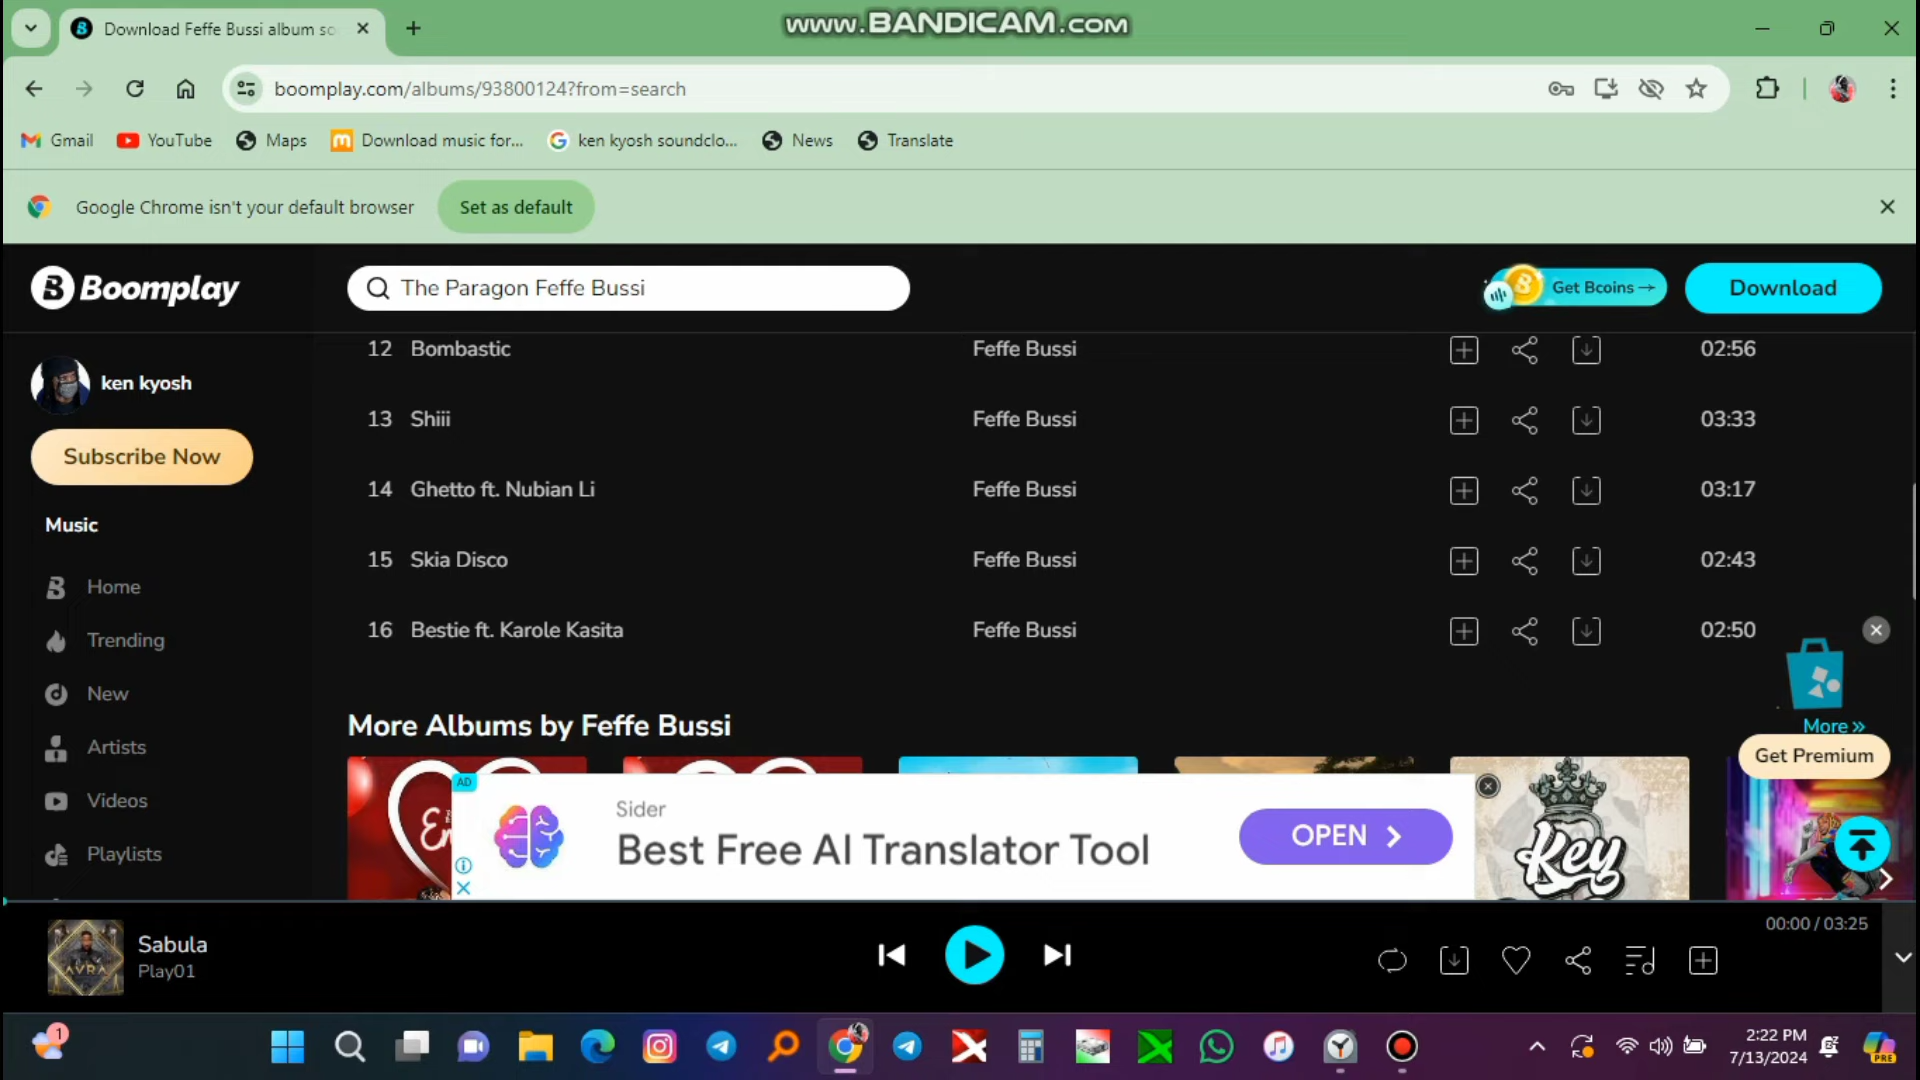 www.BANDICAM.com
Download Feffe Bussi album so
boomplay.com/albums/93800124?from=search
Gmail
YouTube
Maps
Download music for...
ken kyosh soundclo...
News
Translate
Google Chrome isn't your default browser
Set as default
Boomplay
The Paragon Feffe Bussi
Get Bcoins →
Download
ken kyosh
Subscribe Now
Music
Home
Trending
New
Artists
Videos
Playlists
12 Bombastic Feffe Bussi 02:56
13 Shiii Feffe Bussi 03:33
14 Ghetto ft. Nubian Li Feffe Bussi 03:17
15 Skia Disco Feffe Bussi 02:43
16 Bestie ft. Karole Kasita Feffe Bussi 02:50
More Albums by Feffe Bussi
More »
Get Premium
AD
Sider
Best Free AI Translator Tool
OPEN
Key
Sabula
Play01
00:00 / 03:25
1
2:22 PM
7/13/2024
PRE